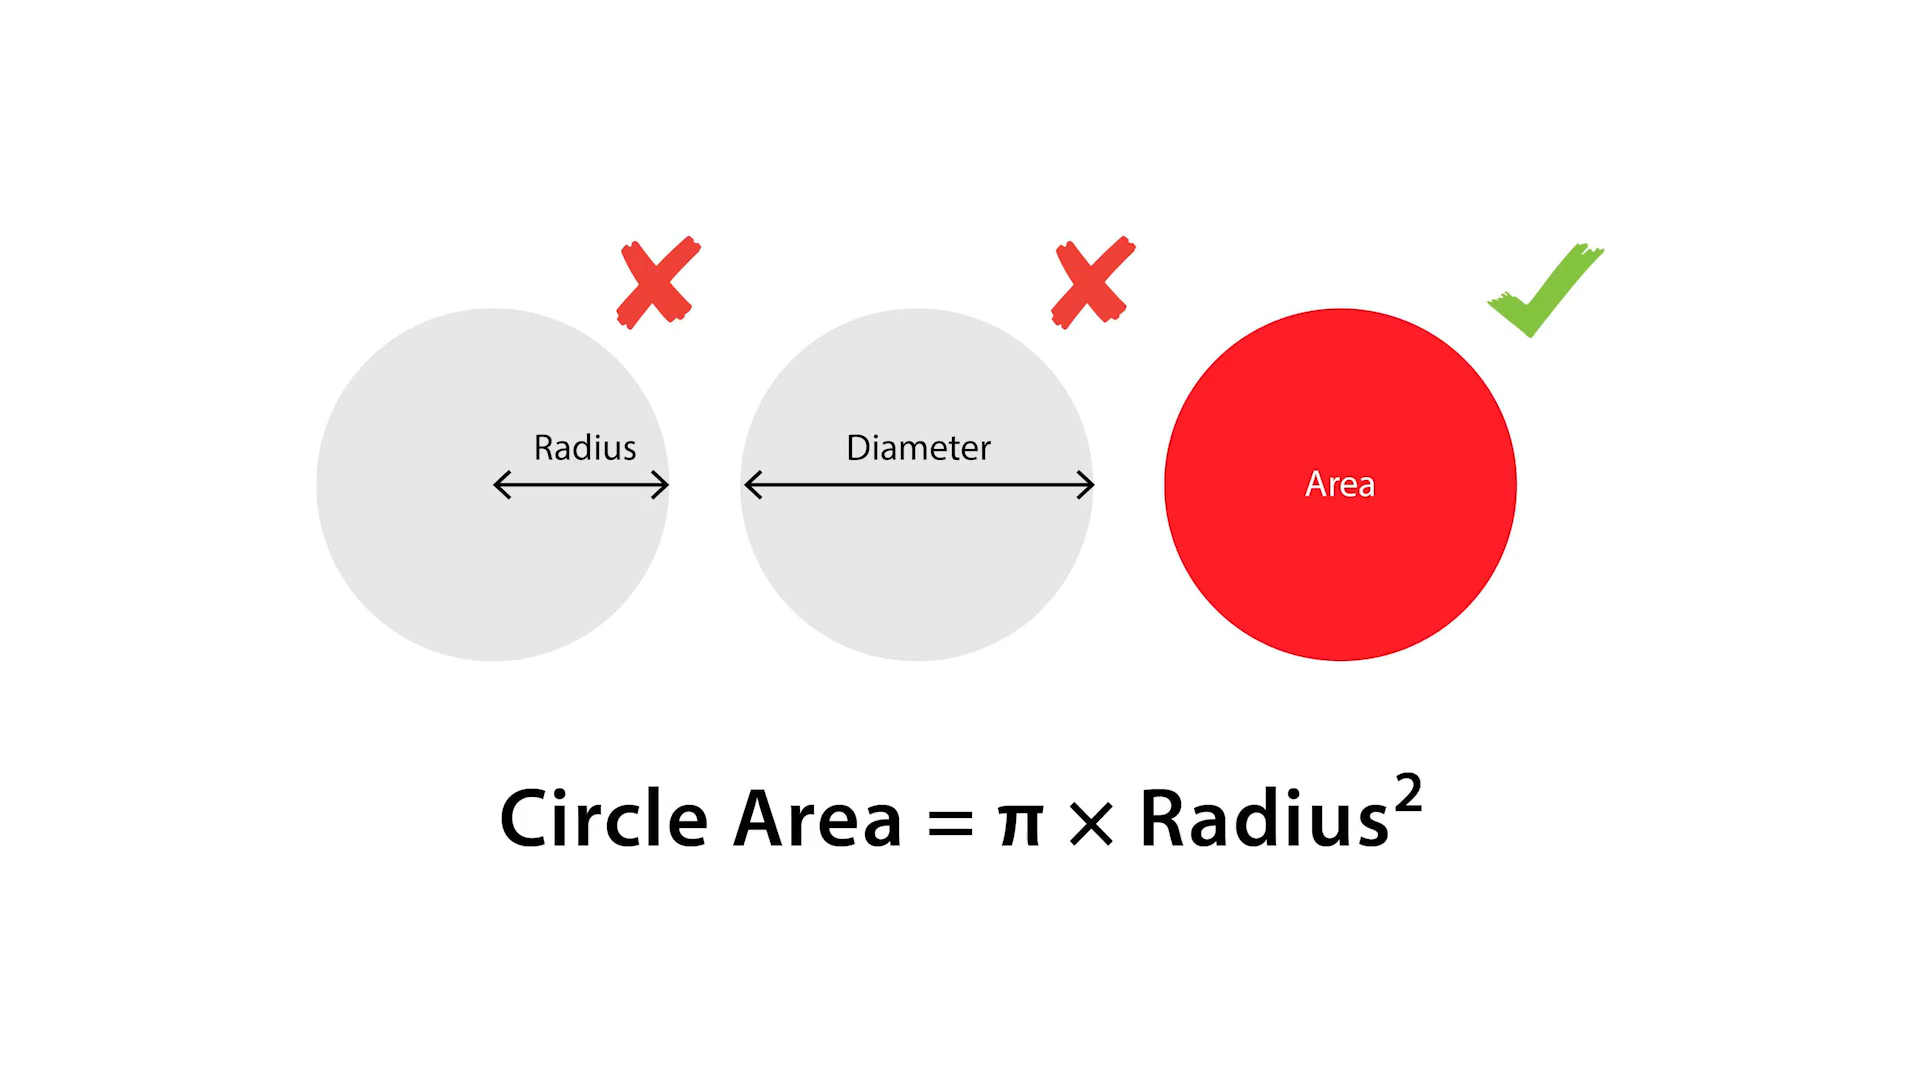 Radius
Diameter
Area
Circle Area = π × Radius²